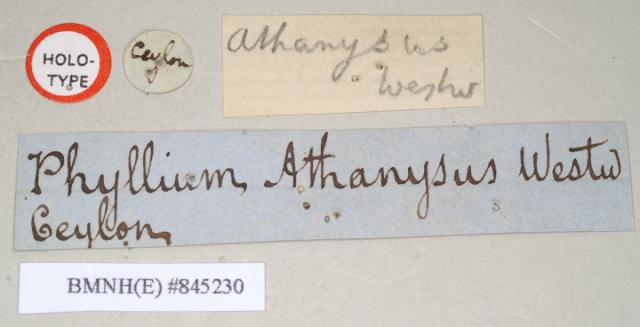 HOLO-
TYPE
Ceylon
Athanysus
Westw
Phyllium Athanysus Westw
Ceylon
BMNH(E) #845230